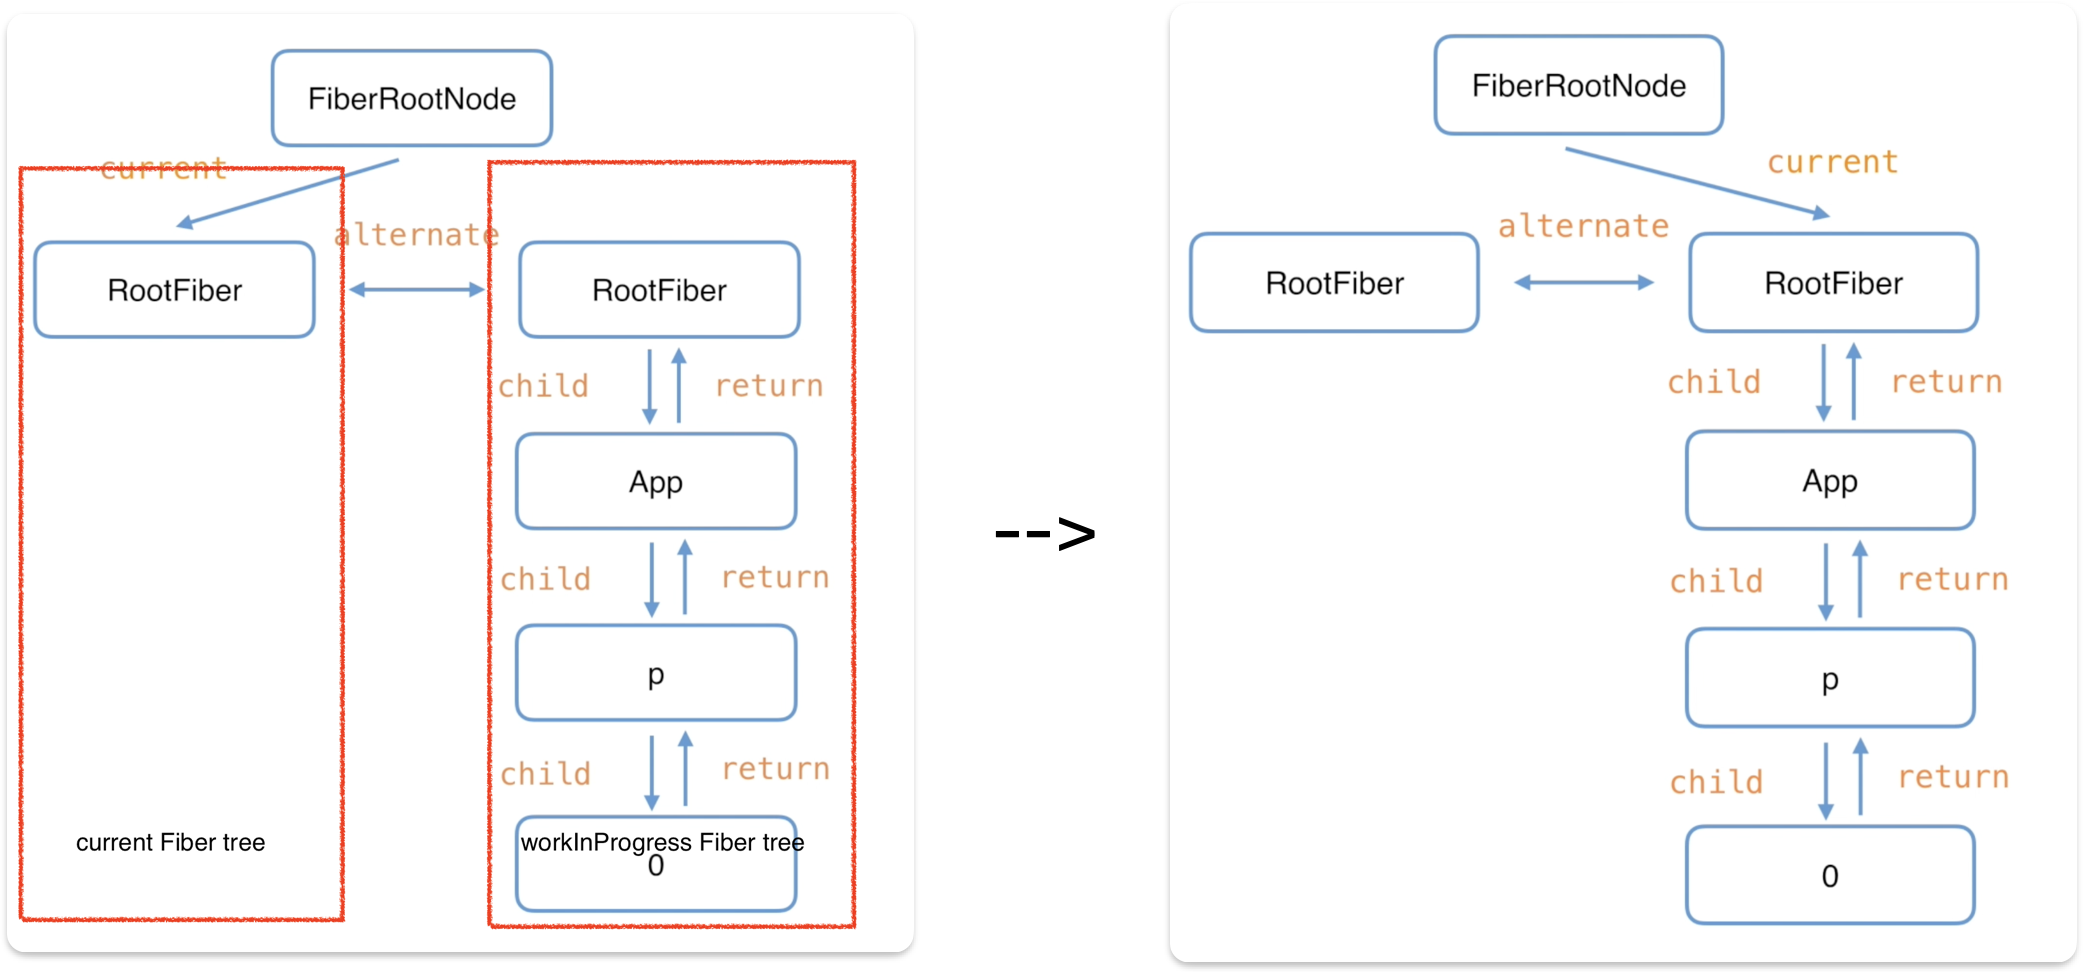 FiberRootNode
current
alternate
RootFiber
RootFiber
child
return
App
child
return
p
child
return
current Fiber tree
workInProgress Fiber tree
0
-->
FiberRootNode
current
alternate
RootFiber
RootFiber
child
return
App
child
return
p
child
return
0